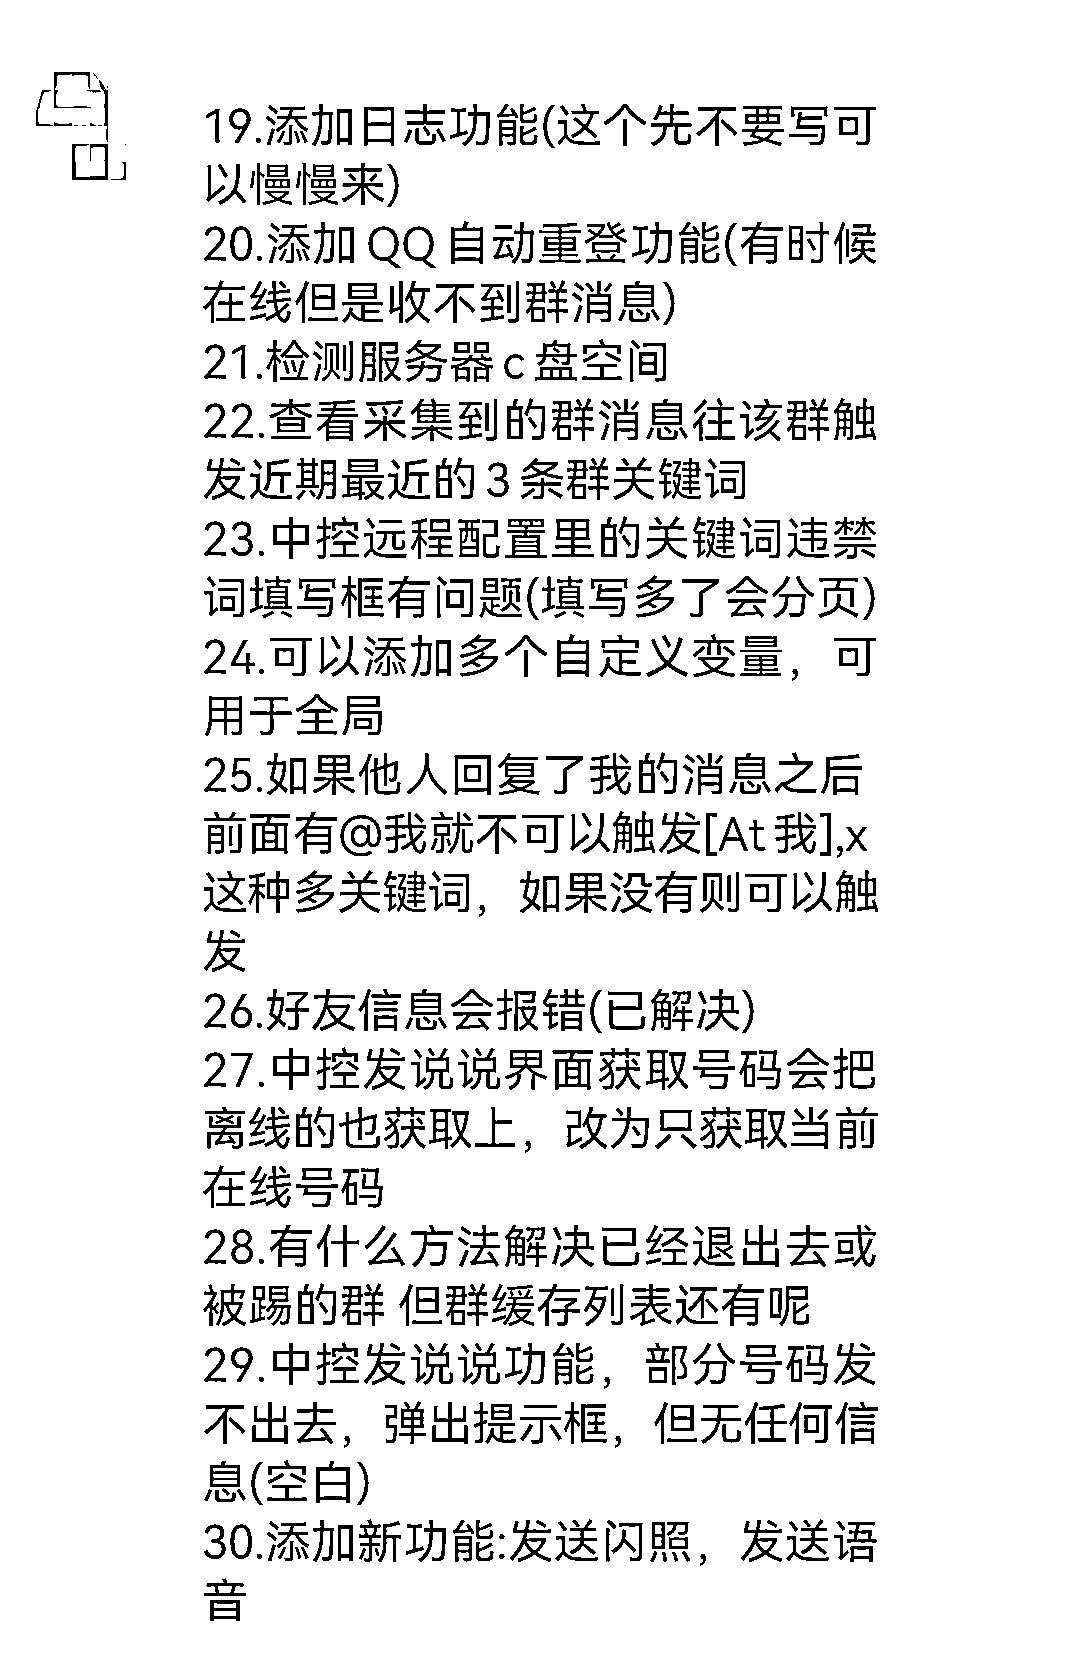 19.添加日志功能(这个先不要写可
以慢慢来)
20.添加QQ自动重登功能(有时候
在线但是收不到群消息)
21.检测服务器c盘空间
22.查看采集到的群消息往该群触
发近期最近的3条群关键词
23.中控远程配置里的关键词违禁
词填写框有问题(填写多了会分页)
24.可以添加多个自定义变量，可
用于全局
25.如果他人回复了我的消息之后
前面有@我就不可以触发[At我],x
这种多关键词，如果没有则可以触
发
26.好友信息会报错(已解决)
27.中控发说说界面获取号码会把
离线的也获取上，改为只获取当前
在线号码
28.有什么方法解决已经退出去或
被踢的群 但群缓存列表还有呢
29.中控发说说功能，部分号码发
不出去，弹出提示框，但无任何信
息(空白)
30.添加新功能:发送闪照，发送语
音